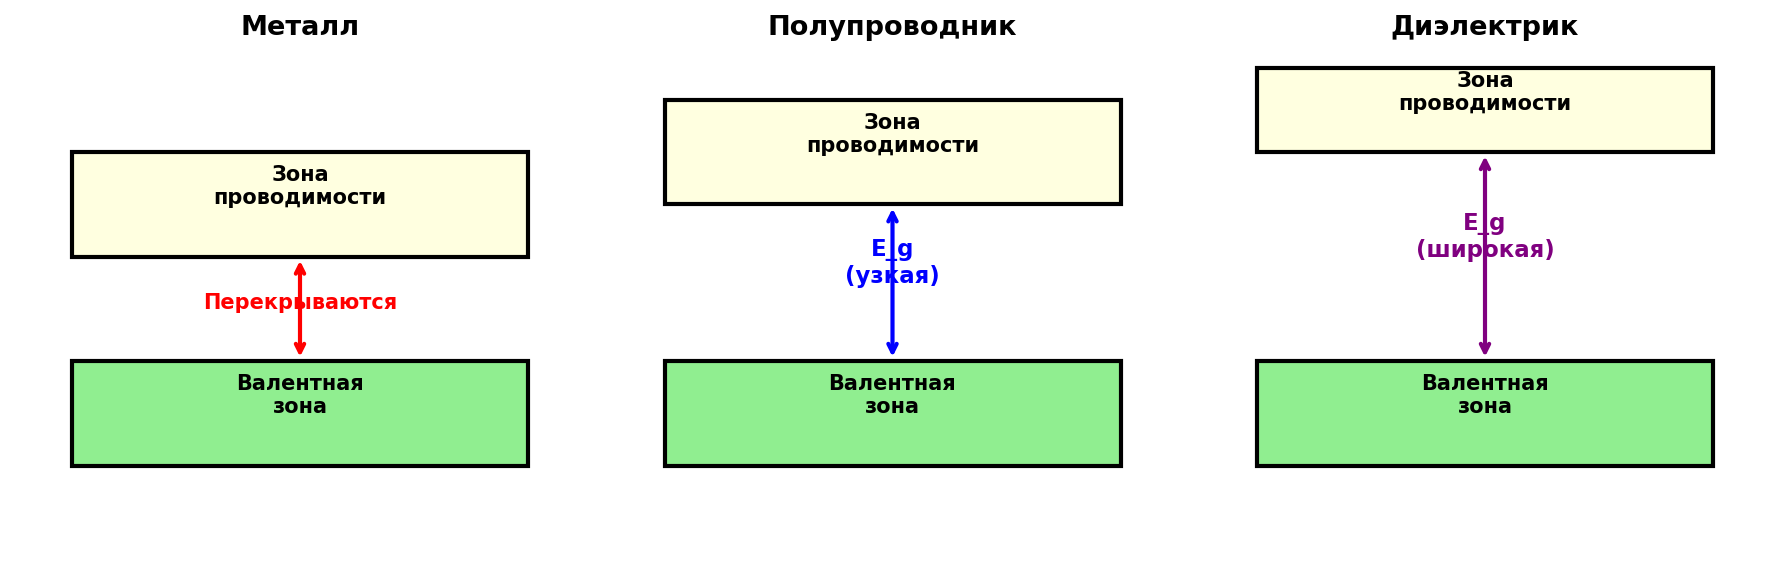 Металл
Зона
проводимости
Перекрываются
Валентная
зона
Полупроводник
Зона
проводимости
E_g
(узкая)
Валентная
зона
Диэлектрик
Зона
проводимости
E_g
(широкая)
Валентная
зона